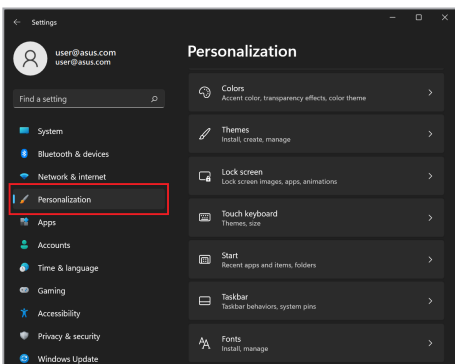 Settings
user@asus.com
user@asus.com
Find a setting
System
Bluetooth & devices
Network & internet
Personalization
Apps
Accounts
Time & language
Gaming
Accessibility
Privacy & security
Windows Update
Personalization
Colors
Accent color, transparency effects, color theme
Themes
Install, create, manage
Lock screen
Lock screen images, apps, animations
Touch keyboard
Themes, size
Start
Recent apps and items, folders
Taskbar
Taskbar behaviors, system pins
Fonts
Install, manage